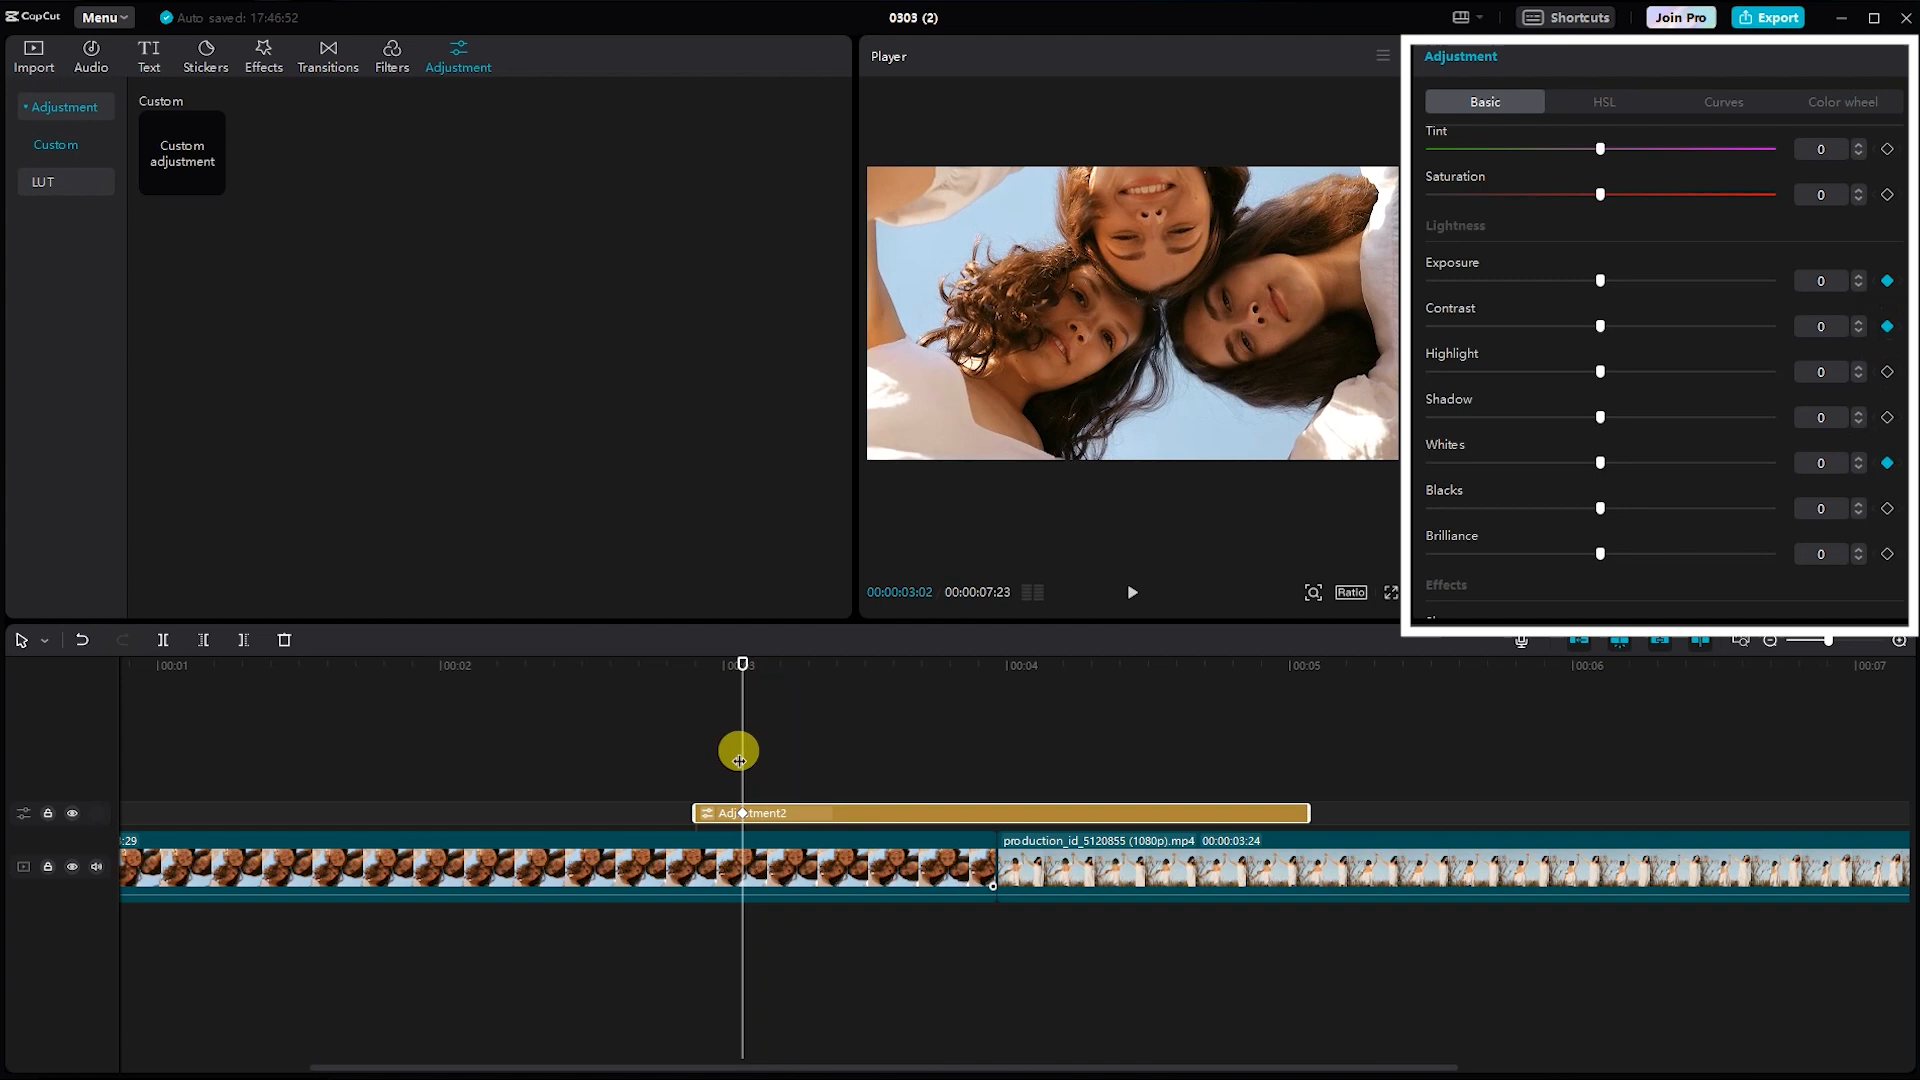 CapCut Menu Auto saved: 17:46:52 0303 (2) Shortcuts Join Pro Export
Import Audio Text Stickers Effects Transitions Filters Adjustment
Adjustment
Custom
LUT
Custom
Custom
adjustment
Player
00:00:03:02 00:00:07:23 Ratio
Adjustment
Basic HSL Curves Color wheel
Tint
0
Saturation
0
Lightness
Exposure
0
Contrast
0
Highlight
0
Shadow
0
Whites
0
Blacks
0
Brilliance
0
Effects
00:01 00:02 00:04 00:05 00:06 00:07
Adjustment2
:29 production_id_5120855 (1080p).mp4 00:00:03:24